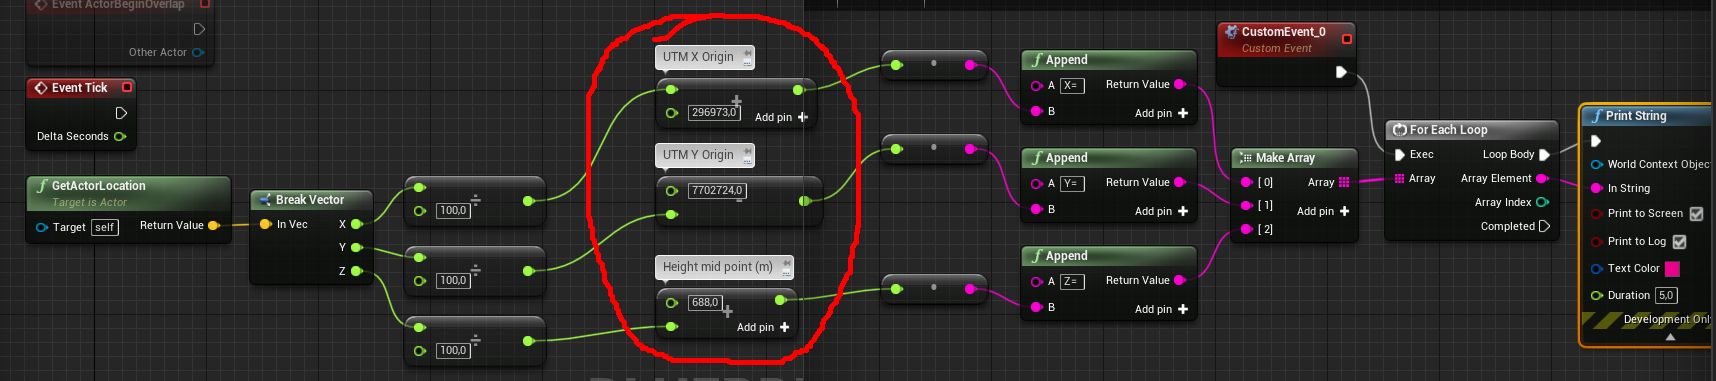 Event ActorBeginOverlap
Other Actor
Event Tick
Delta Seconds
GetActorLocation
Target is Actor
Target self
Return Value
Break Vector
In Vec
X
Y
Z
100,0
100,0
100,0
UTM X Origin
296973,0
Add pin +
UTM Y Origin
7702724,0
Height mid point (m)
688,0
Add pin +
Append
A X=
Return Value
B
Add pin +
Append
A Y=
Return Value
B
Add pin +
Append
A Z=
Return Value
B
Add pin +
CustomEvent_0
Custom Event
Make Array
[0]
Array
[1]
Add pin +
[2]
For Each Loop
Exec
Loop Body
Array
Array Element
Array Index
Completed
Print String
World Context Objec
In String
Print to Screen
Print to Log
Text Color
Duration 5,0
Development Onl